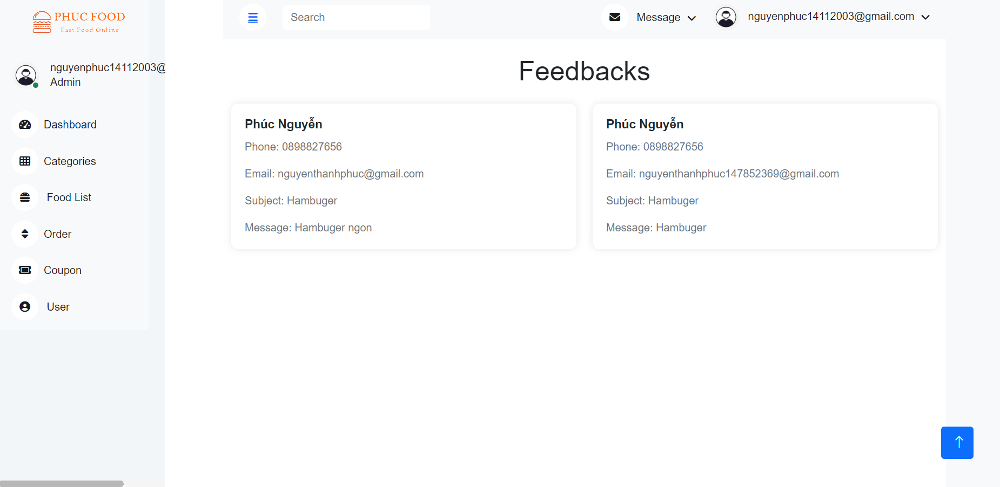 PHUC FOOD
Fast Food Online
nguyenphuc14112003@
Admin
Dashboard
Categories
Food List
Order
Coupon
User
Search
Message
nguyenphuc14112003@gmail.com
Feedbacks
Phúc Nguyễn
Phone: 0898827656
Email: nguyenthanhphuc@gmail.com
Subject: Hambuger
Message: Hambuger ngon
Phúc Nguyễn
Phone: 0898827656
Email: nguyenthanhphuc147852369@gmail.com
Subject: Hambuger
Message: Hambuger